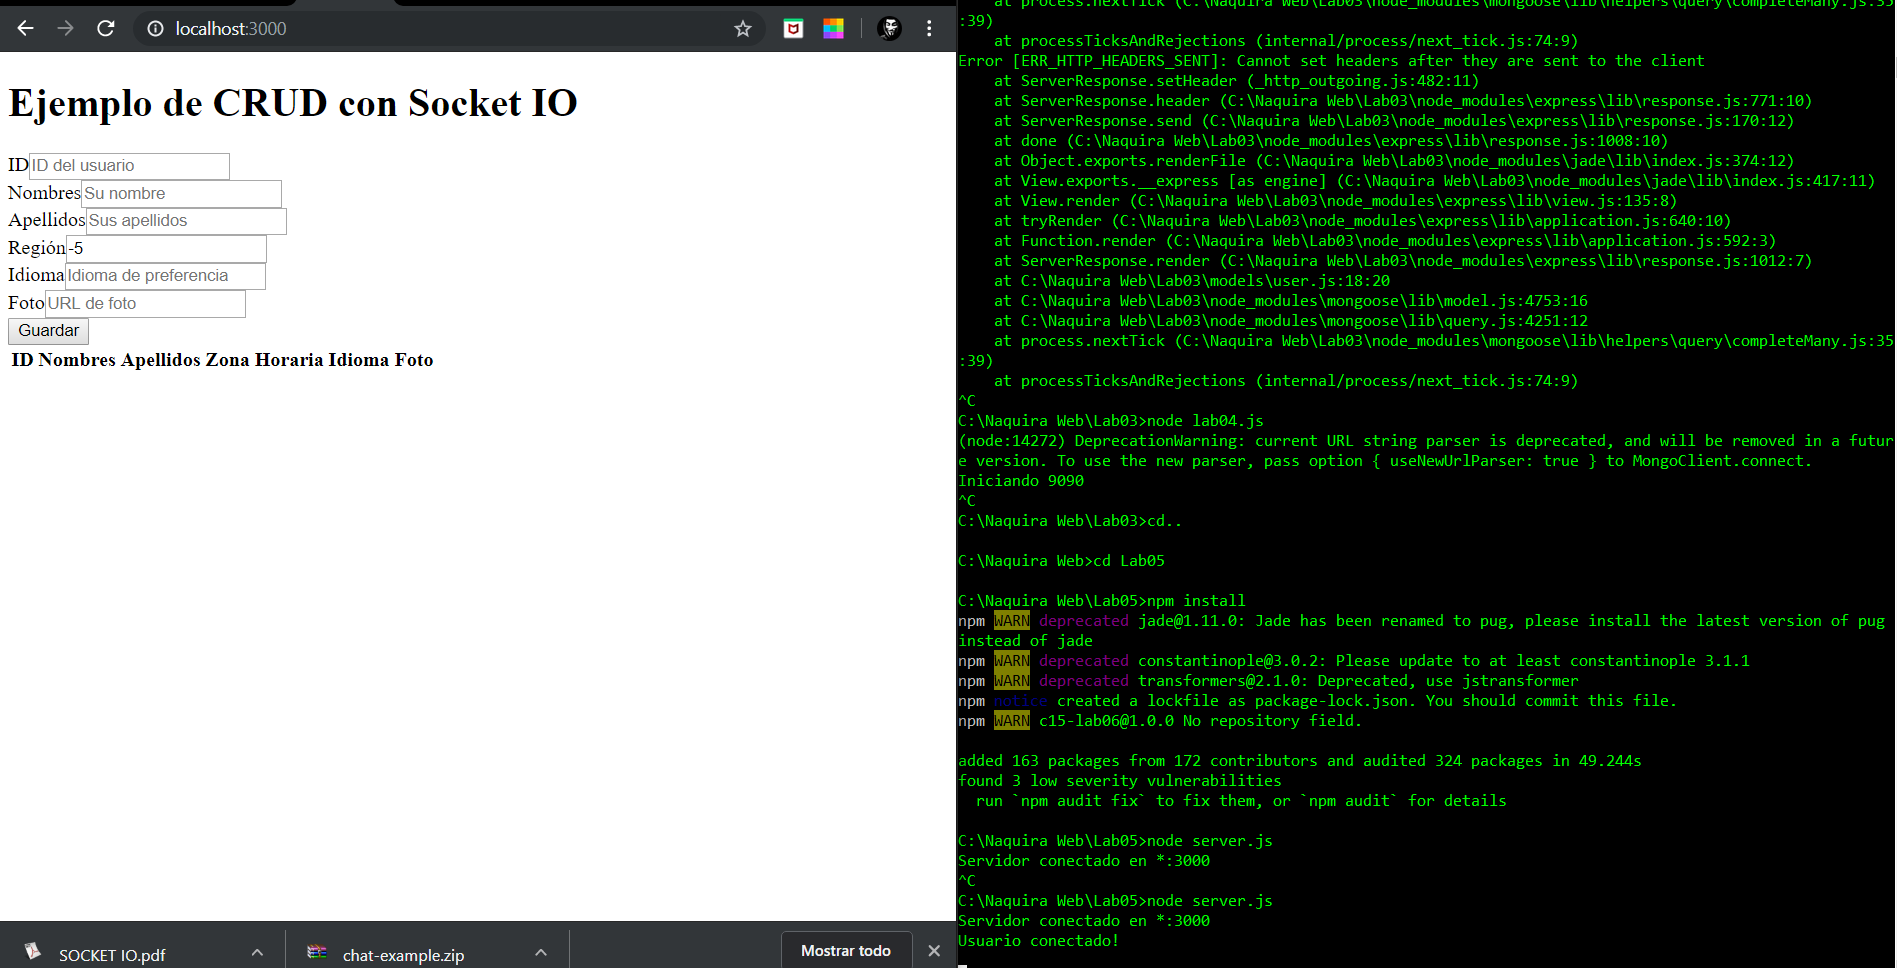 localhost:3000
Ejemplo de CRUD con Socket IO
ID ID del usuario
Nombres Su nombre
Apellidos Sus apellidos
Región -5
Idioma Idioma de preferencia
Foto URL de foto
Guardar
ID Nombres Apellidos Zona Horaria Idioma Foto
SOCKET IO.pdf
chat-example.zip
Mostrar todo
at process.nextTick (C:\Naquira Web\Lab03\node_modules\mongoose\lib\helpers\query\completeMany.js:35
:39)
at processTicksAndRejections (internal/process/next_tick.js:74:9)
Error [ERR_HTTP_HEADERS_SENT]: Cannot set headers after they are sent to the client
at ServerResponse.setHeader (_http_outgoing.js:482:11)
at ServerResponse.header (C:\Naquira Web\Lab03\node_modules\express\lib\response.js:771:10)
at ServerResponse.send (C:\Naquira Web\Lab03\node_modules\express\lib\response.js:170:12)
at done (C:\Naquira Web\Lab03\node_modules\express\lib\response.js:1008:10)
at Object.exports.renderFile (C:\Naquira Web\Lab03\node_modules\jade\lib\index.js:374:12)
at View.exports.__express [as engine] (C:\Naquira Web\Lab03\node_modules\jade\lib\index.js:417:11)
at View.render (C:\Naquira Web\Lab03\node_modules\express\lib\view.js:135:8)
at tryRender (C:\Naquira Web\Lab03\node_modules\express\lib\application.js:640:10)
at Function.render (C:\Naquira Web\Lab03\node_modules\express\lib\application.js:592:3)
at ServerResponse.render (C:\Naquira Web\Lab03\node_modules\express\lib\response.js:1012:7)
at C:\Naquira Web\Lab03\models\user.js:18:20
at C:\Naquira Web\Lab03\node_modules\mongoose\lib\model.js:4753:16
at C:\Naquira Web\Lab03\node_modules\mongoose\lib\query.js:4251:12
at process.nextTick (C:\Naquira Web\Lab03\node_modules\mongoose\lib\helpers\query\completeMany.js:35
:39)
at processTicksAndRejections (internal/process/next_tick.js:74:9)
^C
C:\Naquira Web\Lab03>node lab04.js
(node:14272) DeprecationWarning: current URL string parser is deprecated, and will be removed in a futur
e version. To use the new parser, pass option { useNewUrlParser: true } to MongoClient.connect.
Iniciando 9090
^C
C:\Naquira Web\Lab03>cd..
C:\Naquira Web>cd Lab05
C:\Naquira Web\Lab05>npm install
npm WARN deprecated jade@1.11.0: Jade has been renamed to pug, please install the latest version of pug
instead of jade
npm WARN deprecated constantinople@3.0.2: Please update to at least constantinople 3.1.1
npm WARN deprecated transformers@2.1.0: Deprecated, use jstransformer
npm notice created a lockfile as package-lock.json. You should commit this file.
npm WARN c15-lab06@1.0.0 No repository field.
added 163 packages from 172 contributors and audited 324 packages in 49.244s
found 3 low severity vulnerabilities
run `npm audit fix` to fix them, or `npm audit` for details
C:\Naquira Web\Lab05>node server.js
Servidor conectado en *:3000
^C
C:\Naquira Web\Lab05>node server.js
Servidor conectado en *:3000
Usuario conectado!